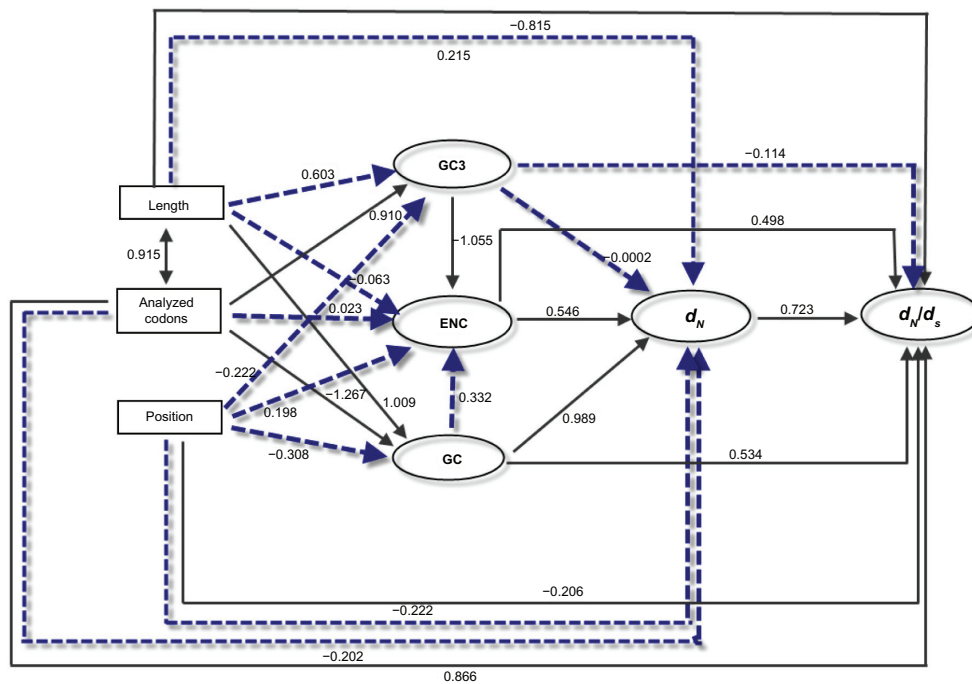 −0.815
0.215
GC3
−0.114
0.603
Length
0.910
0.498
−1.055
0.915
−0.0002
−0.063
Analyzed
codons
0.023
ENC
0.546
dN
0.723
dN/ds
−0.222
−1.267
0.332
Position
0.198
1.009
0.989
−0.308
GC
0.534
−0.206
−0.222
−0.202
0.866